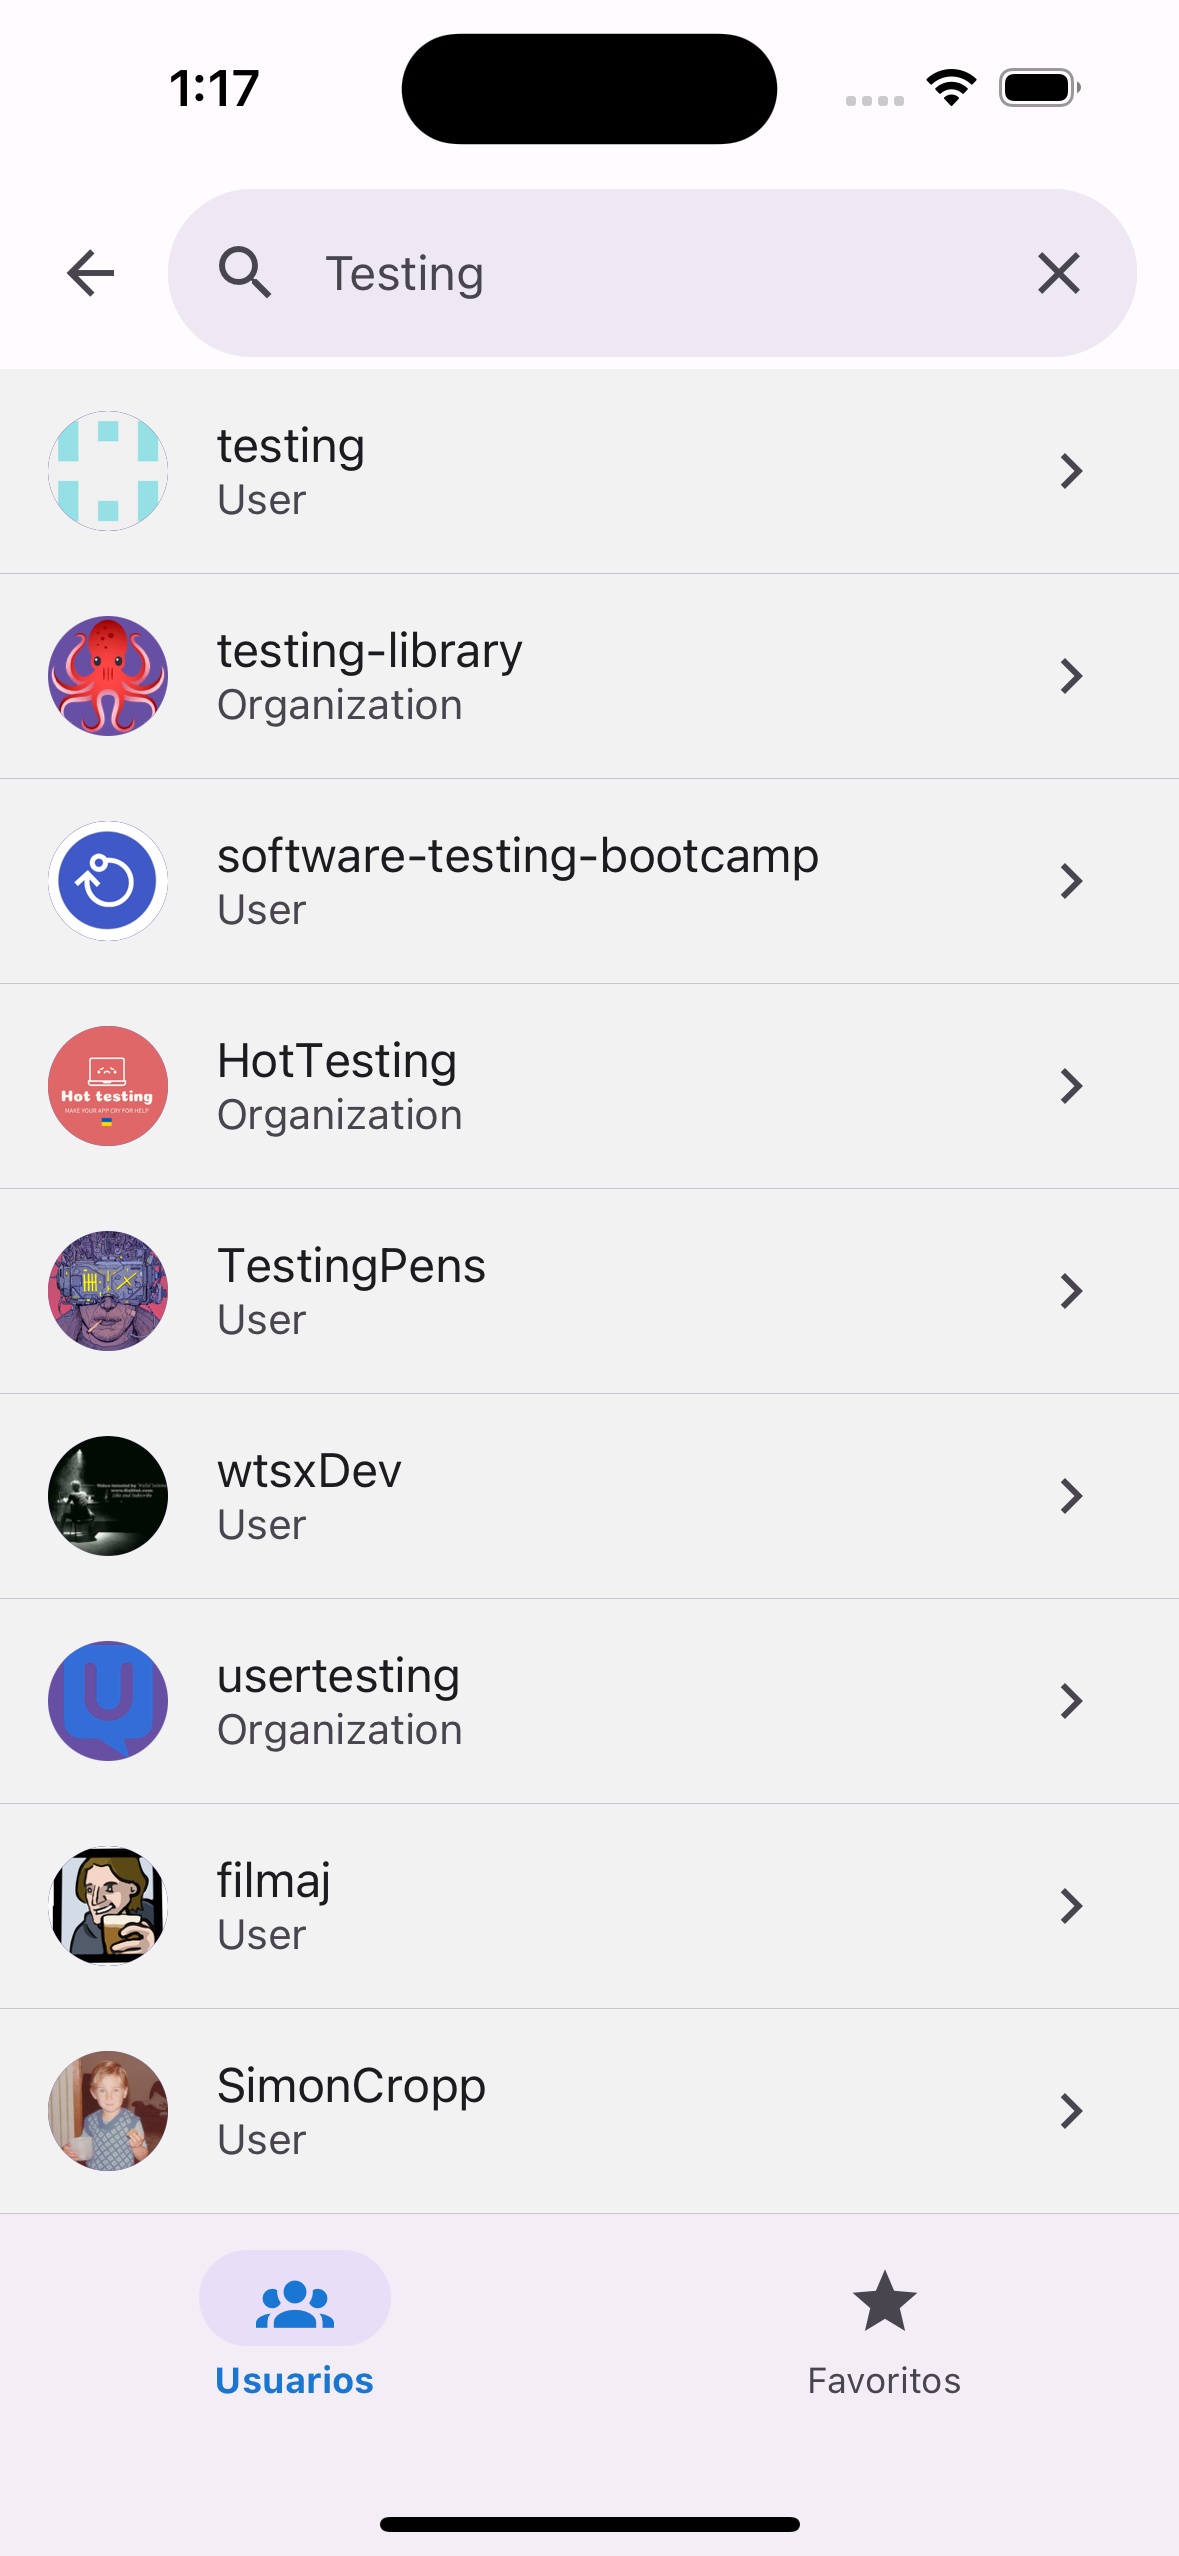 1:17
Testing
testing
User
testing-library
Organization
software-testing-bootcamp
User
Hot testing
MAKE YOUR APP CRY FOR HELP
HotTesting
Organization
TestingPens
User
wtsxDev
User
usertesting
Organization
filmaj
User
SimonCropp
User
Usuarios
Favoritos